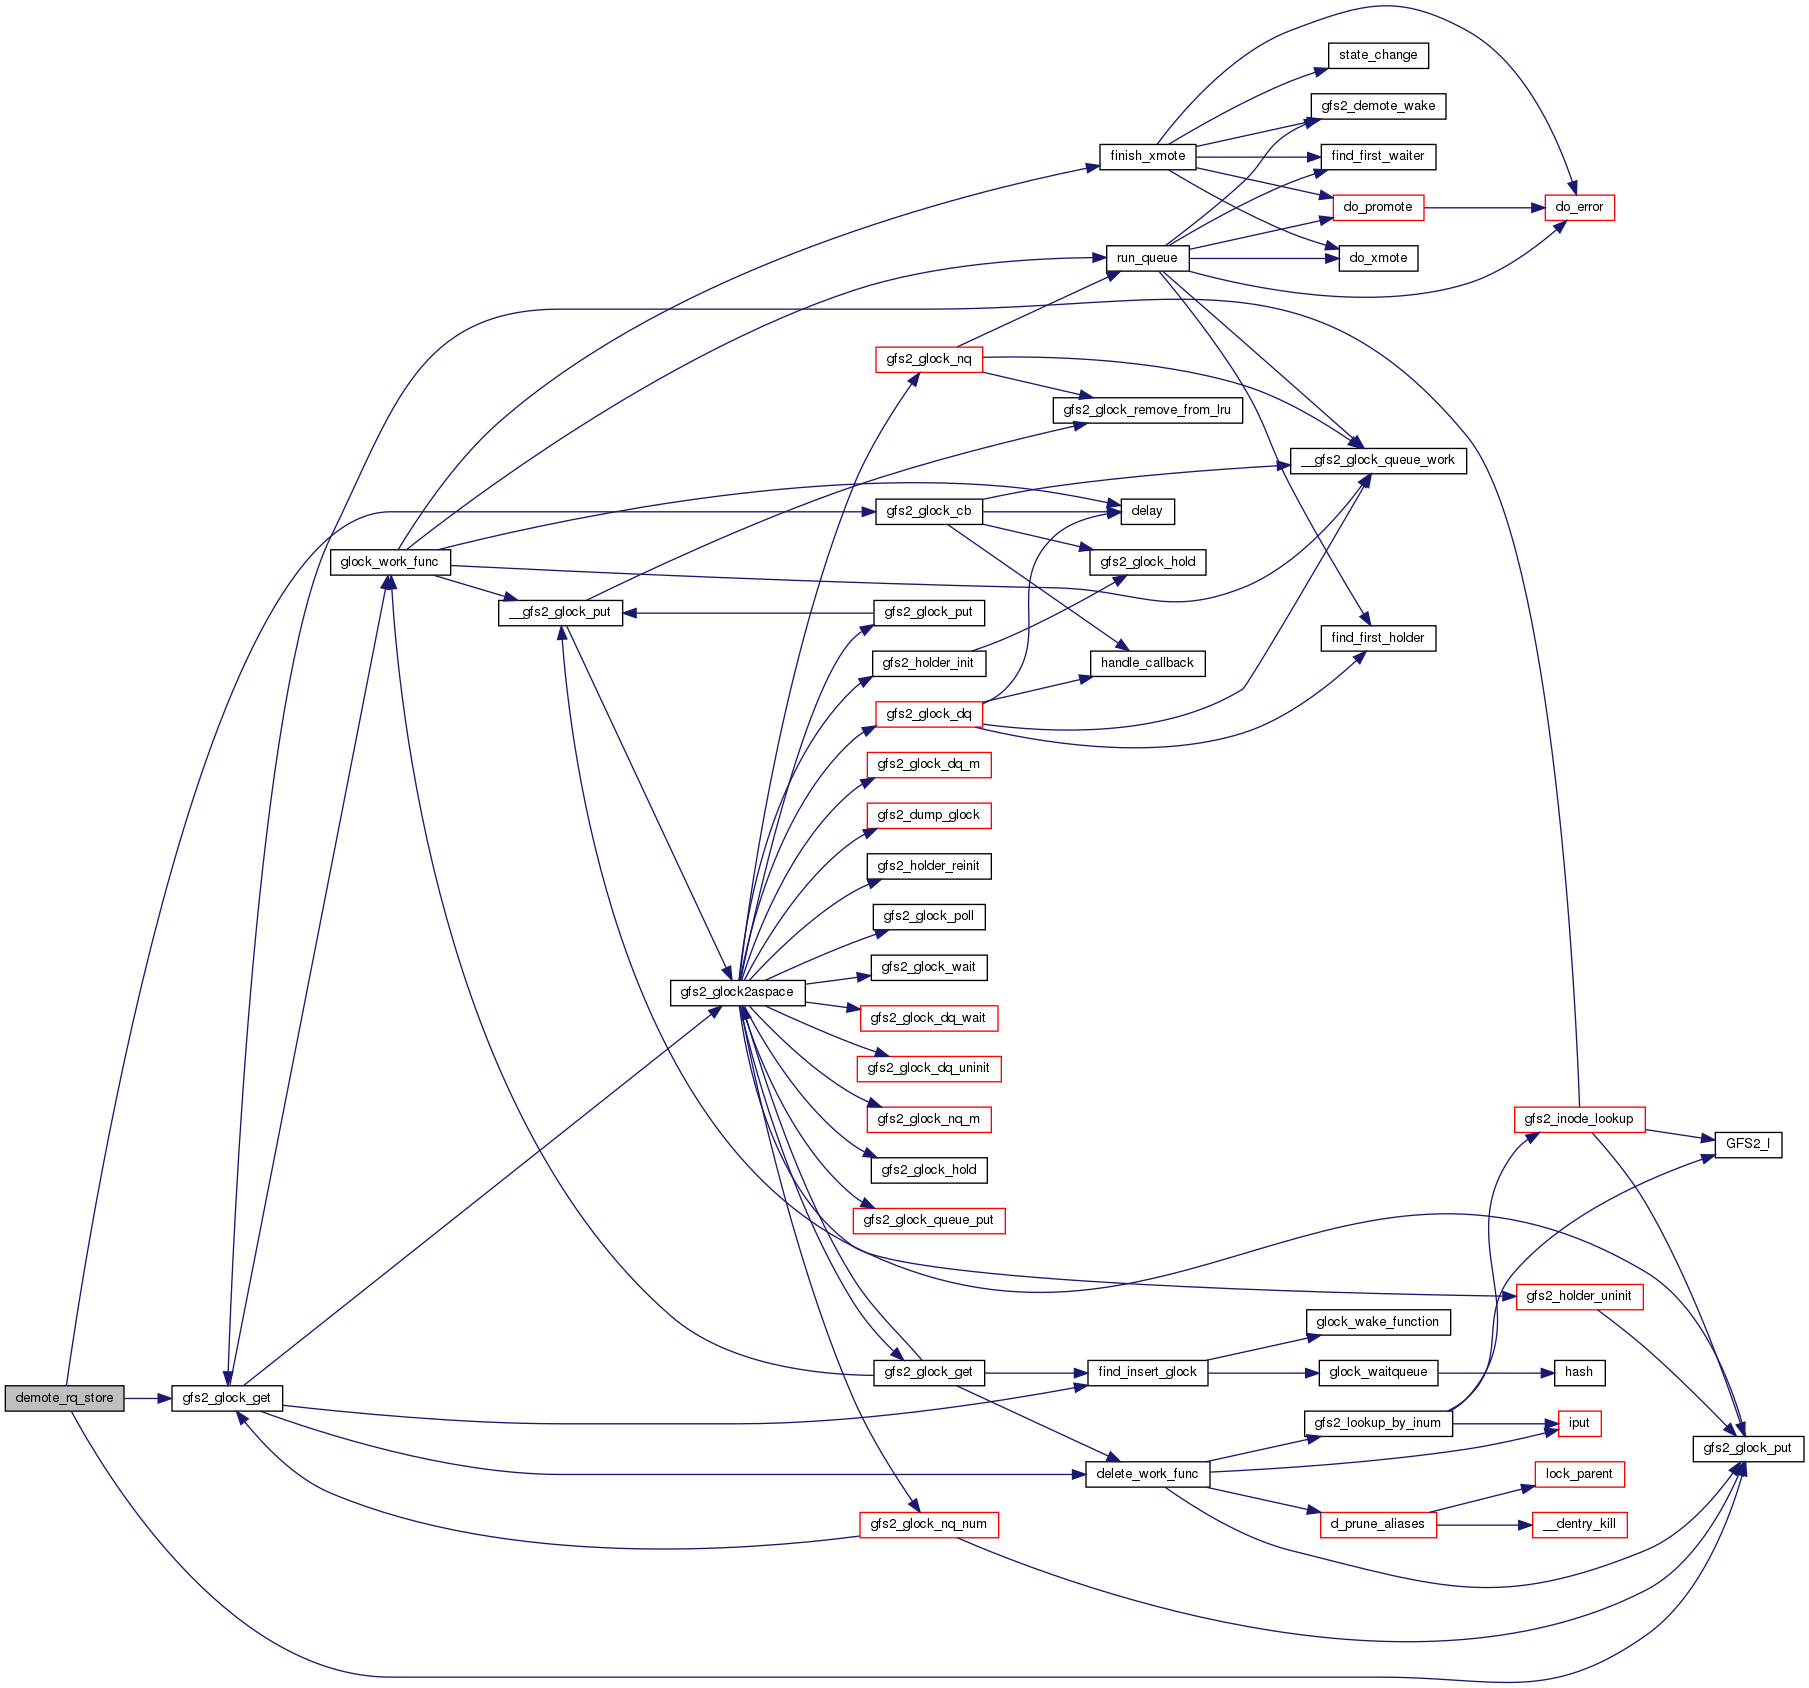 state_change
gfs2_demote_wake
finish_xmote
find_first_waiter
do_promote
do_error
run_queue
do_xmote
gfs2_glock_nq
gfs2_glock_remove_from_lru
__gfs2_glock_queue_work
gfs2_glock_cb
delay
glock_work_func
gfs2_glock_hold
__gfs2_glock_put
gfs2_glock_put
find_first_holder
gfs2_holder_init
handle_callback
gfs2_glock_dq
gfs2_glock_dq_m
gfs2_dump_glock
gfs2_holder_reinit
gfs2_glock_poll
gfs2_glock_wait
gfs2_glock2aspace
gfs2_glock_dq_wait
gfs2_glock_dq_uninit
gfs2_glock_nq_m
gfs2_inode_lookup
GFS2_I
gfs2_glock_hold
gfs2_glock_queue_put
gfs2_holder_uninit
glock_wake_function
gfs2_glock_get
find_insert_glock
glock_waitqueue
hash
demote_rq_store
gfs2_glock_get
gfs2_lookup_by_inum
iput
gfs2_glock_put
delete_work_func
lock_parent
gfs2_glock_nq_num
d_prune_aliases
__dentry_kill